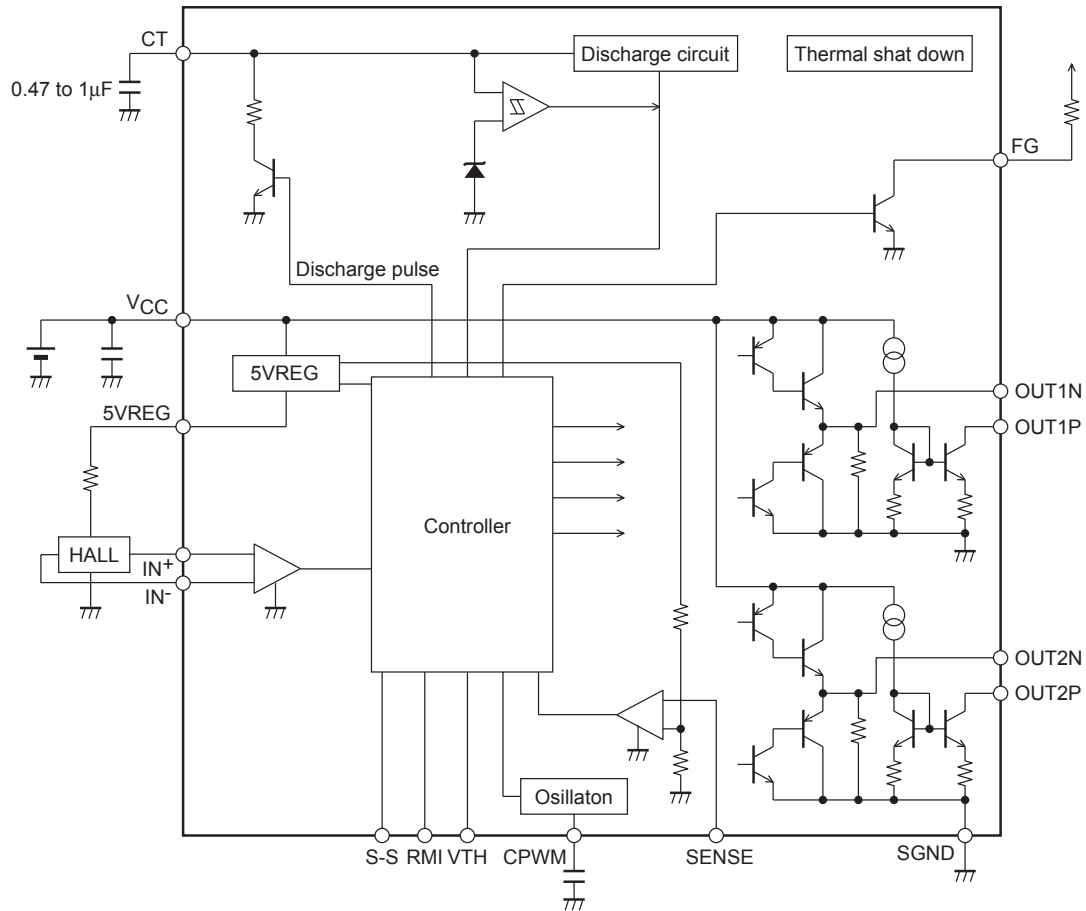 CT
Discharge circuit
Thermal shat down
0.47 to 1μF
FG
Discharge pulse
VCC
5VREG
OUT1N
5VREG
OUT1P
Controller
HALL
IN+
IN-
OUT2N
OUT2P
Osillaton
S-S RMI VTH CPWM SENSE SGND